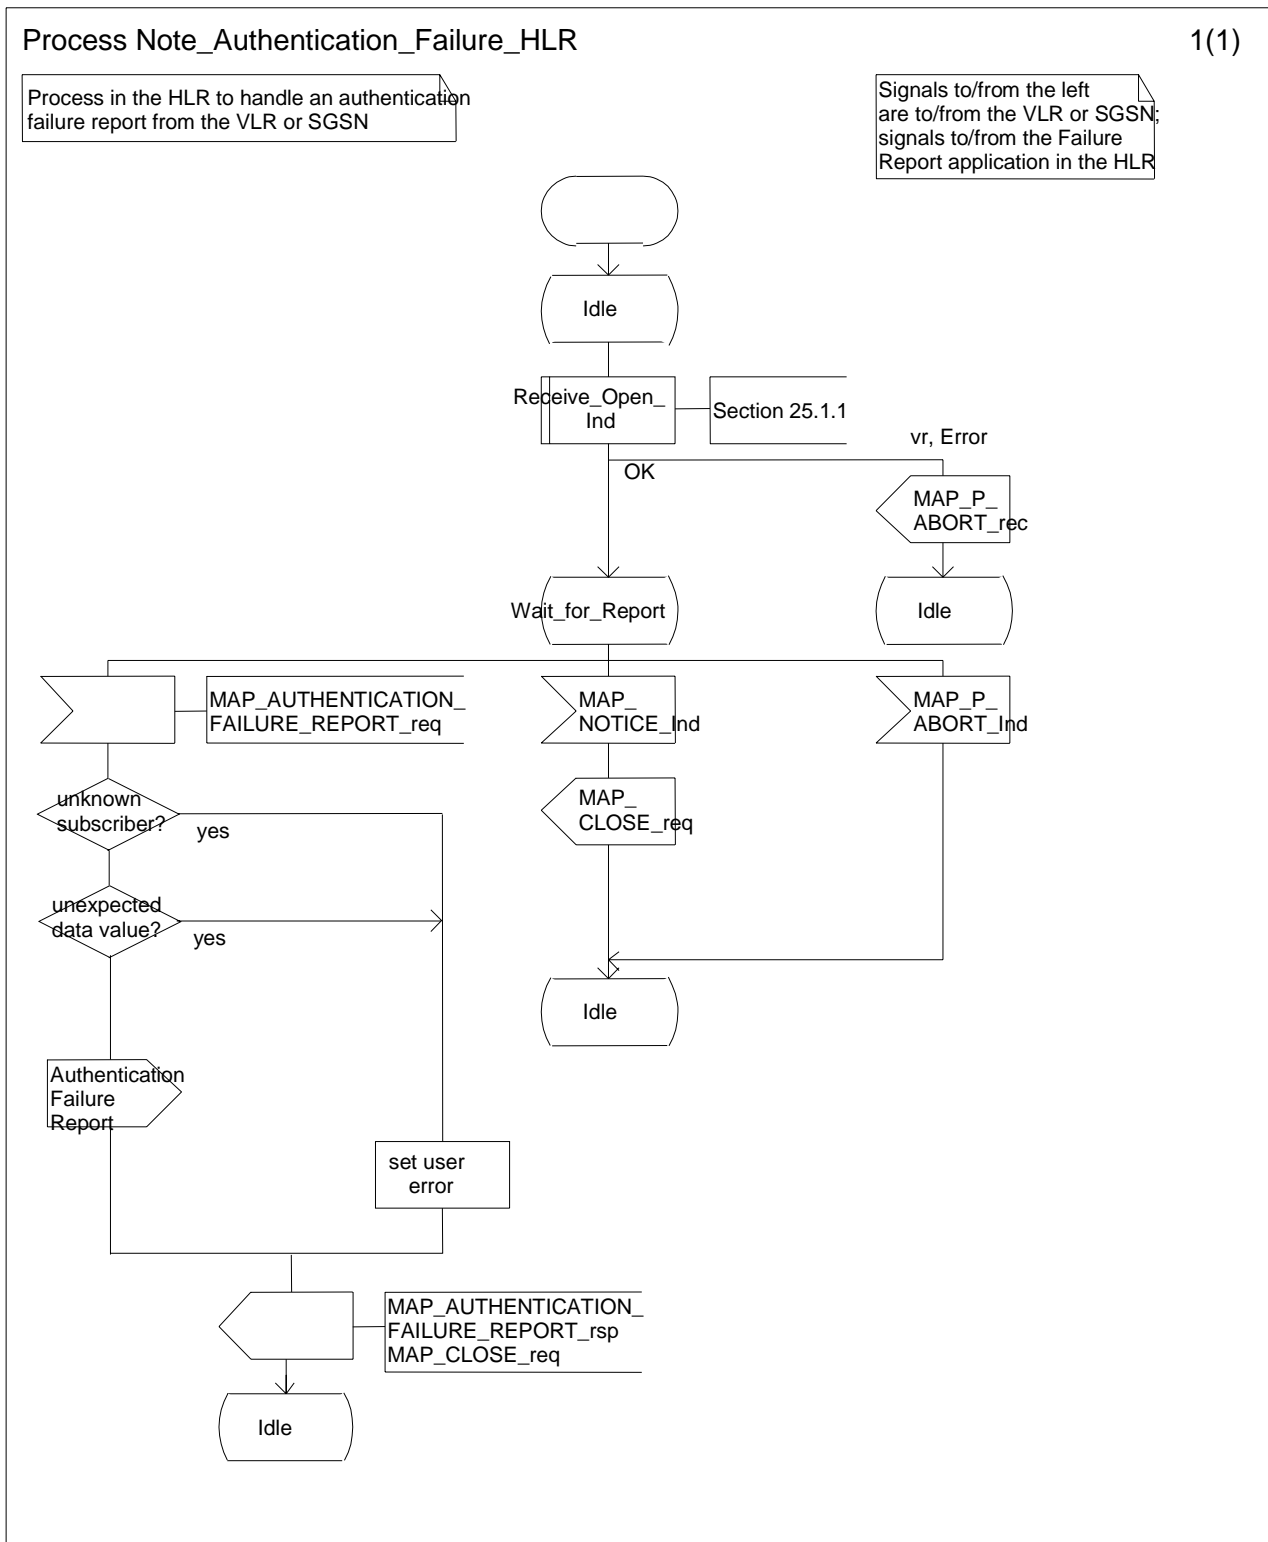 Process Note_Authentication_Failure_HLR
1(1)
Process in the HLR to handle an authentication
failure report from the VLR or SGSN
Signals to/from the left
are to/from the VLR or SGSN;
signals to/from the Failure
Report application in the HLR
Idle
Receive_Open_
Ind
Section 25.1.1
vr, Error
OK
MAP_P_
ABORT_rec
Wait_for_Report
Idle
MAP_AUTHENTICATION_
FAILURE_REPORT_req
MAP_
NOTICE_Ind
MAP_P_
ABORT_Ind
unknown
subscriber?
yes
MAP_
CLOSE_req
unexpected
data value?
yes
Idle
Authentication
Failure
Report
set user
error
MAP_AUTHENTICATION_
FAILURE_REPORT_rsp
MAP_CLOSE_req
Idle